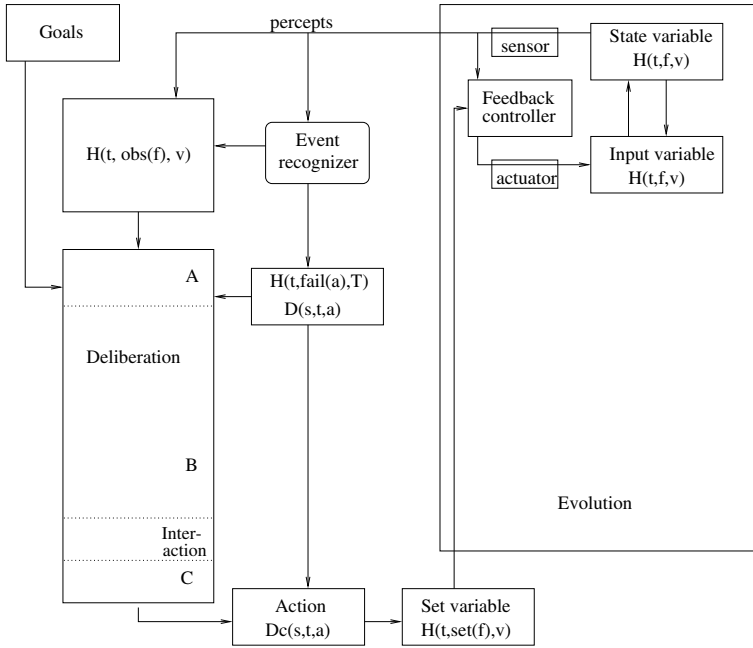 Goals
percepts
sensor
State variable
H(t,f,v)
Feedback
controller
H(t, obs(f), v)
Event
recognizer
actuator
Input variable
H(t,f,v)
A
H(t,fail(a),T)
D(s,t,a)
Deliberation
B
Evolution
Inter-
action
C
Action
Dc(s,t,a)
Set variable
H(t,set(f),v)